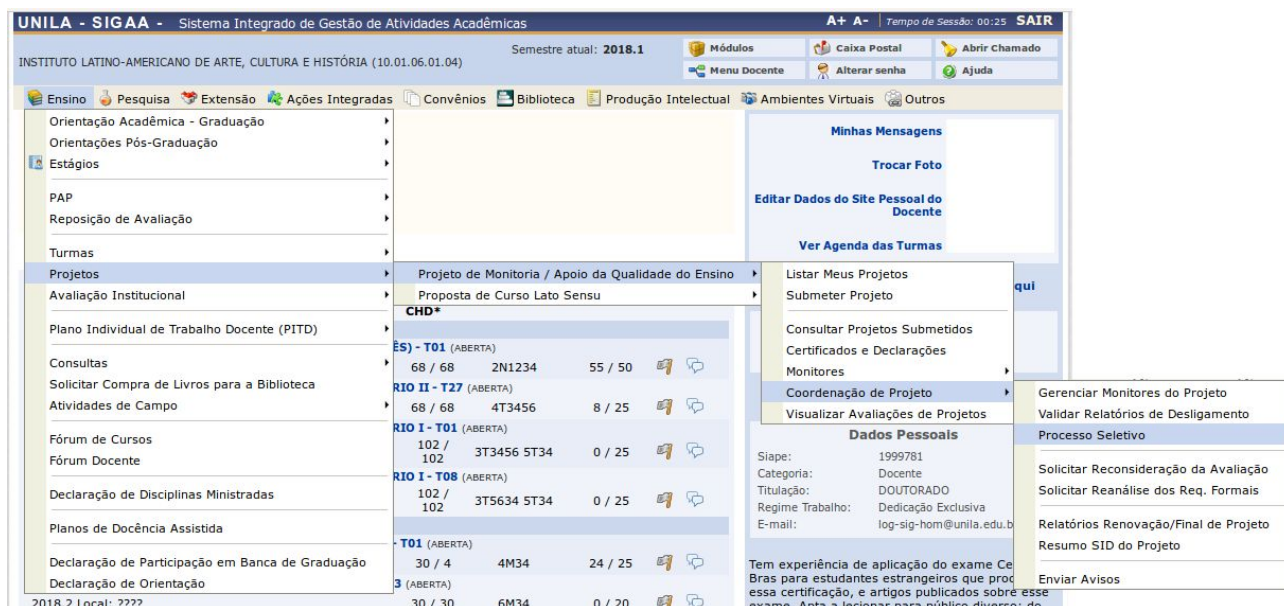 UNILA - SIGAA - Sistema Integrado de Gestão de Atividades Acadêmicas
A+ A- Tempo de Sessão: 00:25 SAIR
INSTITUTO LATINO-AMERICANO DE ARTE, CULTURA E HISTÓRIA (10.01.06.01.04)
Semestre atual: 2018.1
Módulos Caixa Postal Abrir Chamado
Menu Docente Alterar senha Ajuda
Ensino Pesquisa Extensão Ações Integradas Convênios Biblioteca Produção Intelectual Ambientes Virtuais Outros
Orientação Acadêmica - Graduação
Orientações Pós-Graduação
Estágios
PAP
Reposição de Avaliação
Turmas
Projetos
Avaliação Institucional
Plano Individual de Trabalho Docente (PITD)
Consultas
Solicitar Compra de Livros para a Biblioteca
Atividades de Campo
Fórum de Cursos
Fórum Docente
Declaração de Disciplinas Ministradas
Planos de Docência Assistida
Declaração de Participação em Banca de Graduação
Declaração de Orientação
2018.2 Local: ????
Projeto de Monitoria / Apoio da Qualidade do Ensino
Proposta de Curso Lato Sensu
CHD*
ÊS) - T01 (ABERTA)
68 / 68 2N1234 55 / 50
RIO II - T27 (ABERTA)
68 / 68 4T3456 8 / 25
RIO I - T01 (ABERTA)
102 / 102 3T3456 5T34 0 / 25
RIO I - T08 (ABERTA)
102 / 102 3T5634 5T34 0 / 25
- T01 (ABERTA)
30 / 4 4M34 24 / 25
3 (ABERTA)
30 / 30 6M34 0 / 20
Minhas Mensagens
Trocar Foto
Editar Dados do Site Pessoal do
Docente
Ver Agenda das Turmas
qui
Listar Meus Projetos
Submeter Projeto
Consultar Projetos Submetidos
Certificados e Declarações
Monitores
Coordenação de Projeto
Visualizar Avaliações de Projetos
Gerenciar Monitores do Projeto
Validar Relatórios de Desligamento
Processo Seletivo
Solicitar Reconsideração da Avaliação
Solicitar Reanálise dos Req. Formais
Relatórios Renovação/Final de Projeto
Resumo SID do Projeto
Enviar Avisos
Dados Pessoais
Siape: 1999781
Categoria: Docente
Titulação: DOUTORADO
Regime Trabalho: Dedicação Exclusiva
E-mail: log-sig-hom@unila.edu.b
Tem experiência de aplicação do exame Ce
Bras para estudantes estrangeiros que prod
essa certificação, e artigos publicados sobre esse
exame. Apta a lecionar para público diverso: do